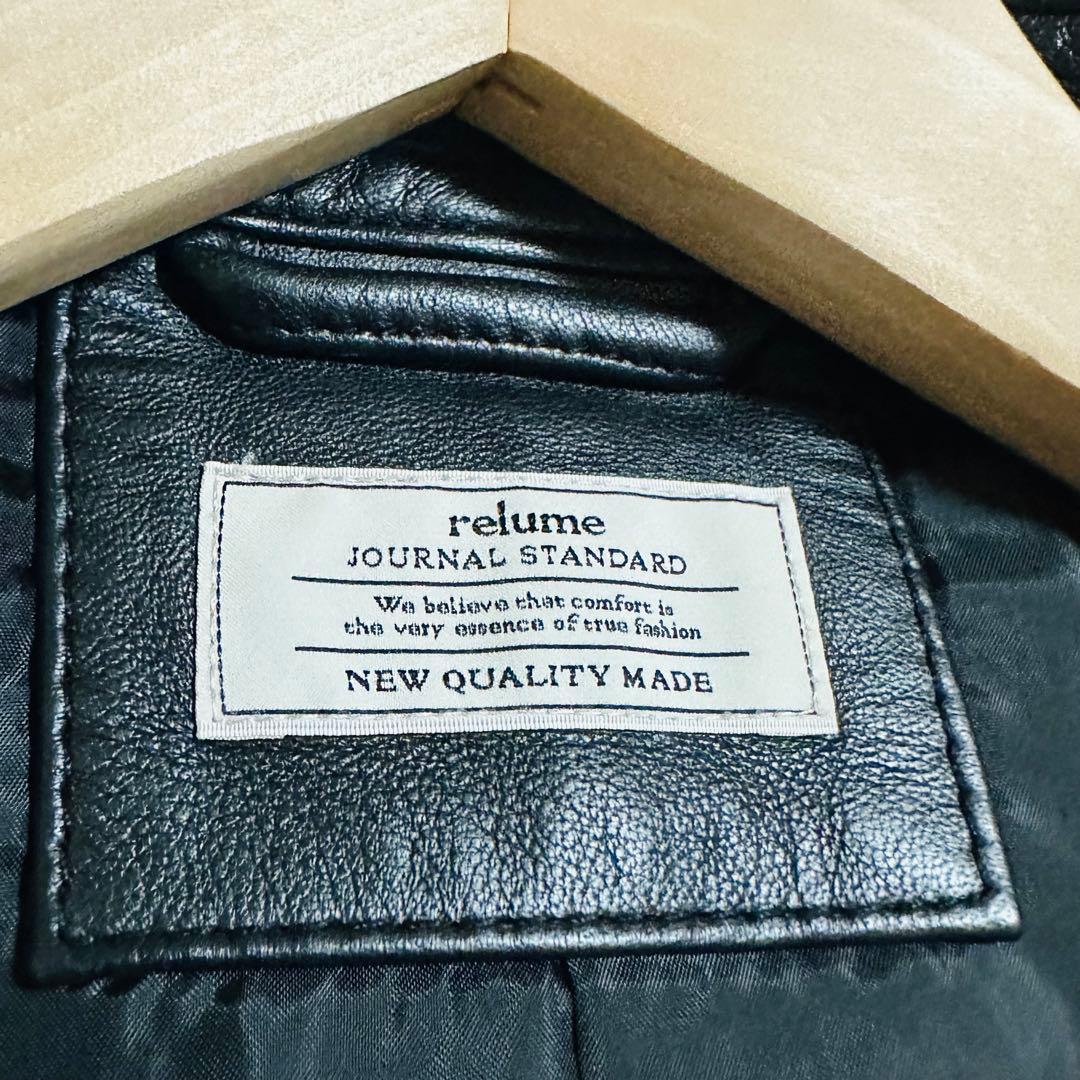 relume
JOURNAL STANDARD
We believe that comfort is
the very essence of true fashion
NEW QUALITY MADE